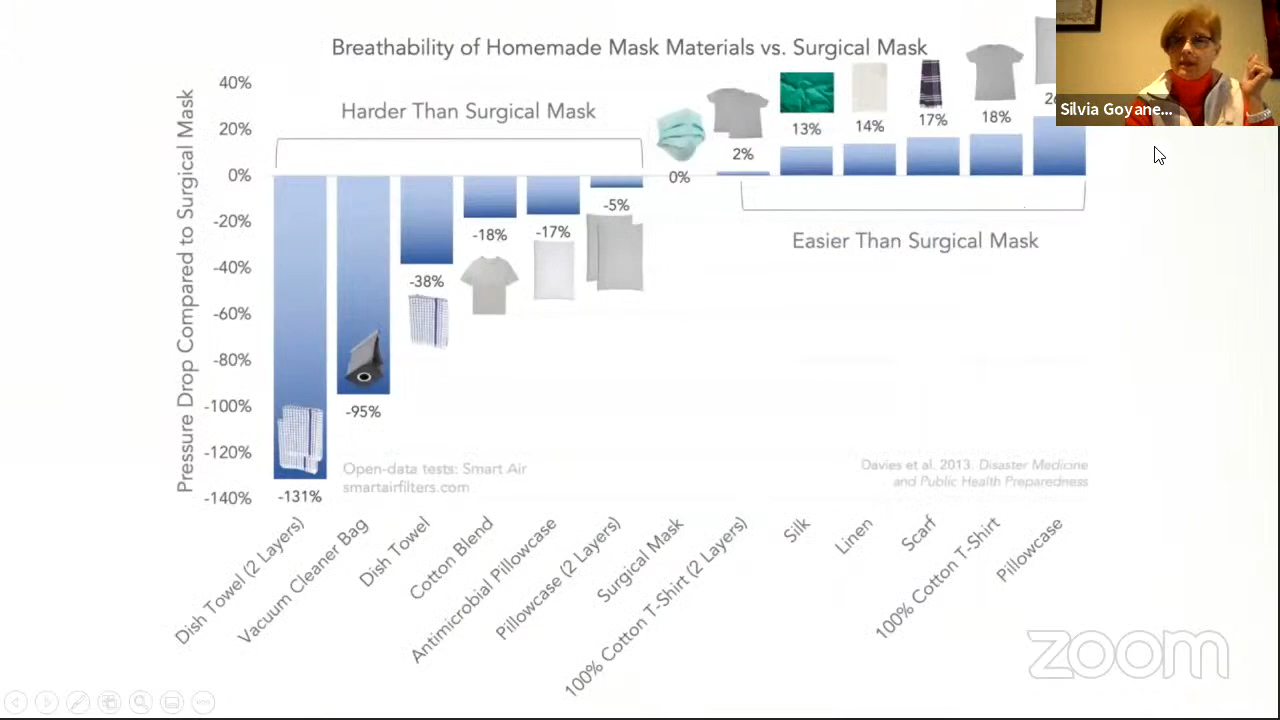 Breathability of Homemade Mask Materials vs. Surgical Mask
Silvia Goyane...
Pressure Drop Compared to Surgical Mask
40%
20%
0%
-20%
-40%
-60%
-80%
-100%
-120%
-140%
Harder Than Surgical Mask
Easier Than Surgical Mask
-131%
-95%
-38%
-18%
-17%
-5%
0%
2%
13%
14%
17%
18%
Open-data tests: Smart Air
smartairfilters.com
Davies et al. 2013. Disaster Medicine
and Public Health Preparedness
Dish Towel (2 Layers)
Vacuum Cleaner Bag
Dish Towel
Cotton Blend
Antimicrobial Pillowcase
Pillowcase (2 Layers)
Surgical Mask
100% Cotton T-Shirt (2 Layers)
Silk
Linen
Scarf
100% Cotton T-Shirt
Pillowcase
zoom